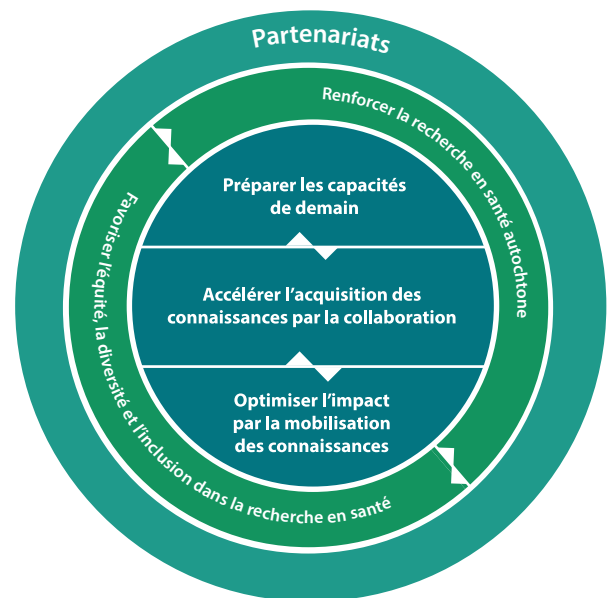 Partenariats
Renforcer la recherche en santé autochtone
Préparer les capacités
de demain
Accélérer l’acquisition des
connaissances par la collaboration
Optimiser l’impact
par la mobilisation
des connaissances
Favoriser l’équité, la diversité et l’inclusion dans la recherche en santé